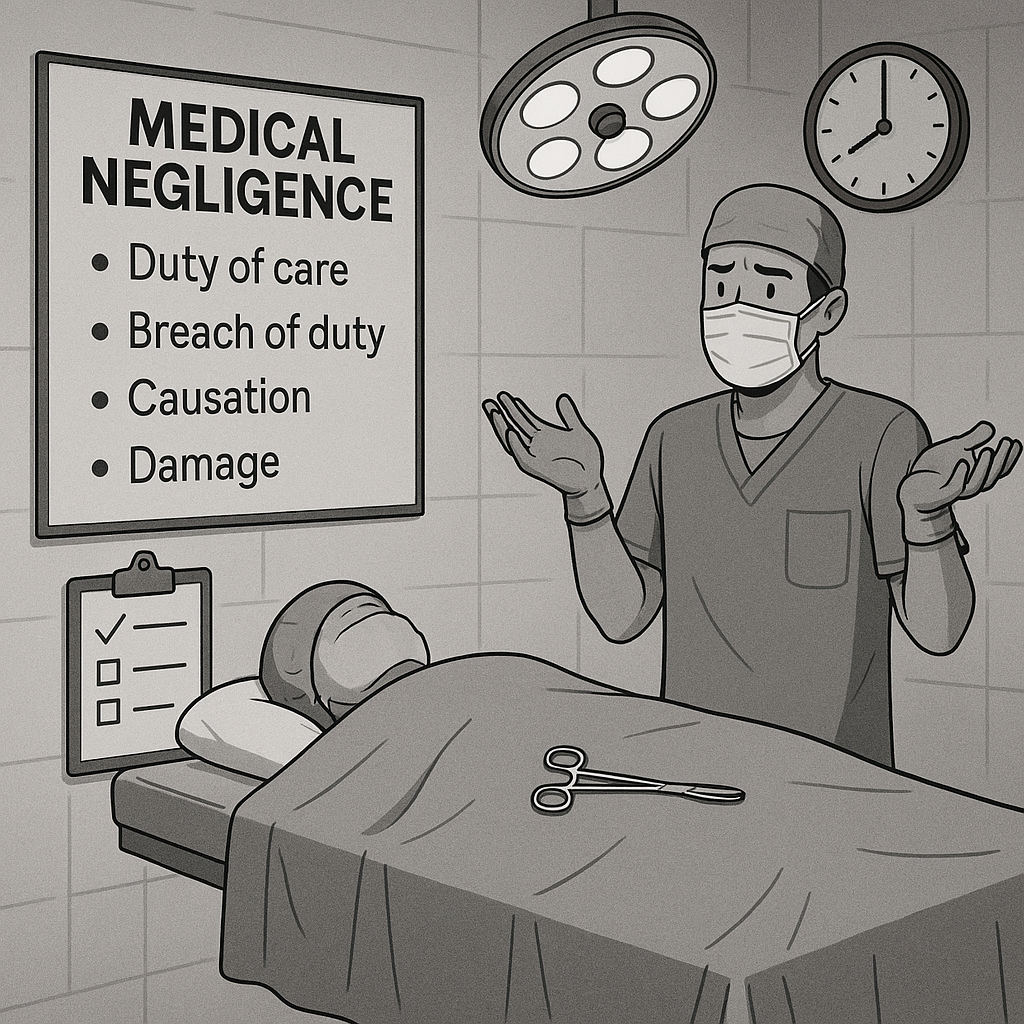 MEDICAL
NEGLIGENCE
• Duty of care
• Breach of duty
• Causation
• Damage